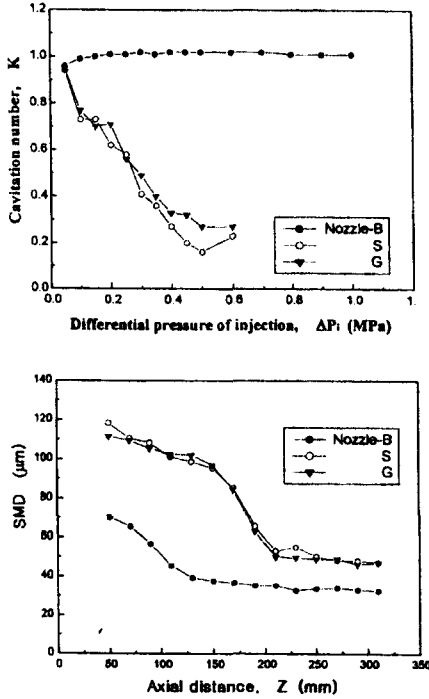 1.2
1.0
0.8
0.6
0.4
0.2
0.0
Cavitation number, K
Nozzle-B
S
G
0.0 0.2 0.4 0.6 0.8 1.0 1.
Differential pressure of injection, ΔPi (MPa)
140
120
100
80
60
40
20
0
SMD (μm)
Nozzle-B
S
G
0 50 100 150 200 250 300 350
Axial distance, Z (mm)